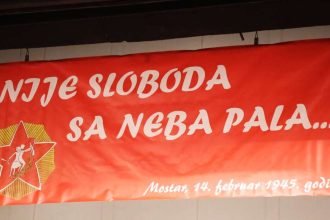 NIJE SLOBODA
SA NEBA PALA...
Mostar, 14. februar 1945. godi